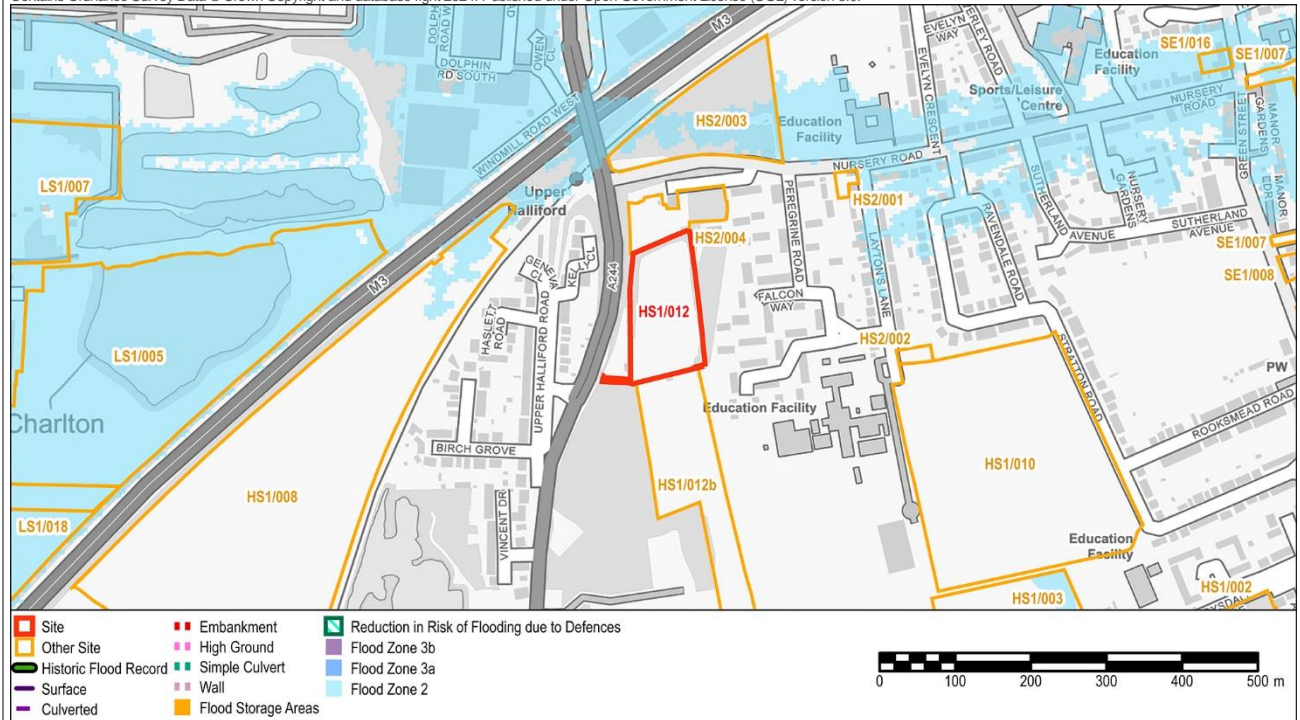 DOLPHIN
RD SOUTH
OWEN
CL
M3
WINDMILL ROAD WEST
HS2/003
Education
Facility
EVELYN
WAY
EVELYN CRESCENT
Education
Facility
SE1/016
SE1/007
Sports/Leisure
Centre
NURSERY
ROAD
GREEN STREET
MANOR
GARDENS
NURSERY ROAD
SUTHERLAND
NURSERY
GARDENS
SUTHERLAND
AVENUE
AVENUE
RAVENDALE ROAD
LS1/007
Upper
Halliford
HS2/001
HS2/004
PEREGRINE ROAD
LAYTON'S LANE
SE1/007
SE1/008
M3
LS1/005
KELLY CL
A244
HASLETT
ROAD
UPPER HALLIFORD ROAD
HS1/012
FALCON
WAY
HS2/002
STRATTON ROAD
PW
ROOKSMEAD ROAD
Charlton
Education Facility
BIRCH GROVE
HS1/008
HS1/012b
HS1/010
LS1/018
VINCENT DR
Education
Facility
HS1/003
HS1/002
Site
Other Site
Historic Flood Record
Surface
Culverted
Embankment
High Ground
Simple Culvert
Wall
Flood Storage Areas
Reduction in Risk of Flooding due to Defences
Flood Zone 3b
Flood Zone 3a
Flood Zone 2
0 100 200 300 400 500 m